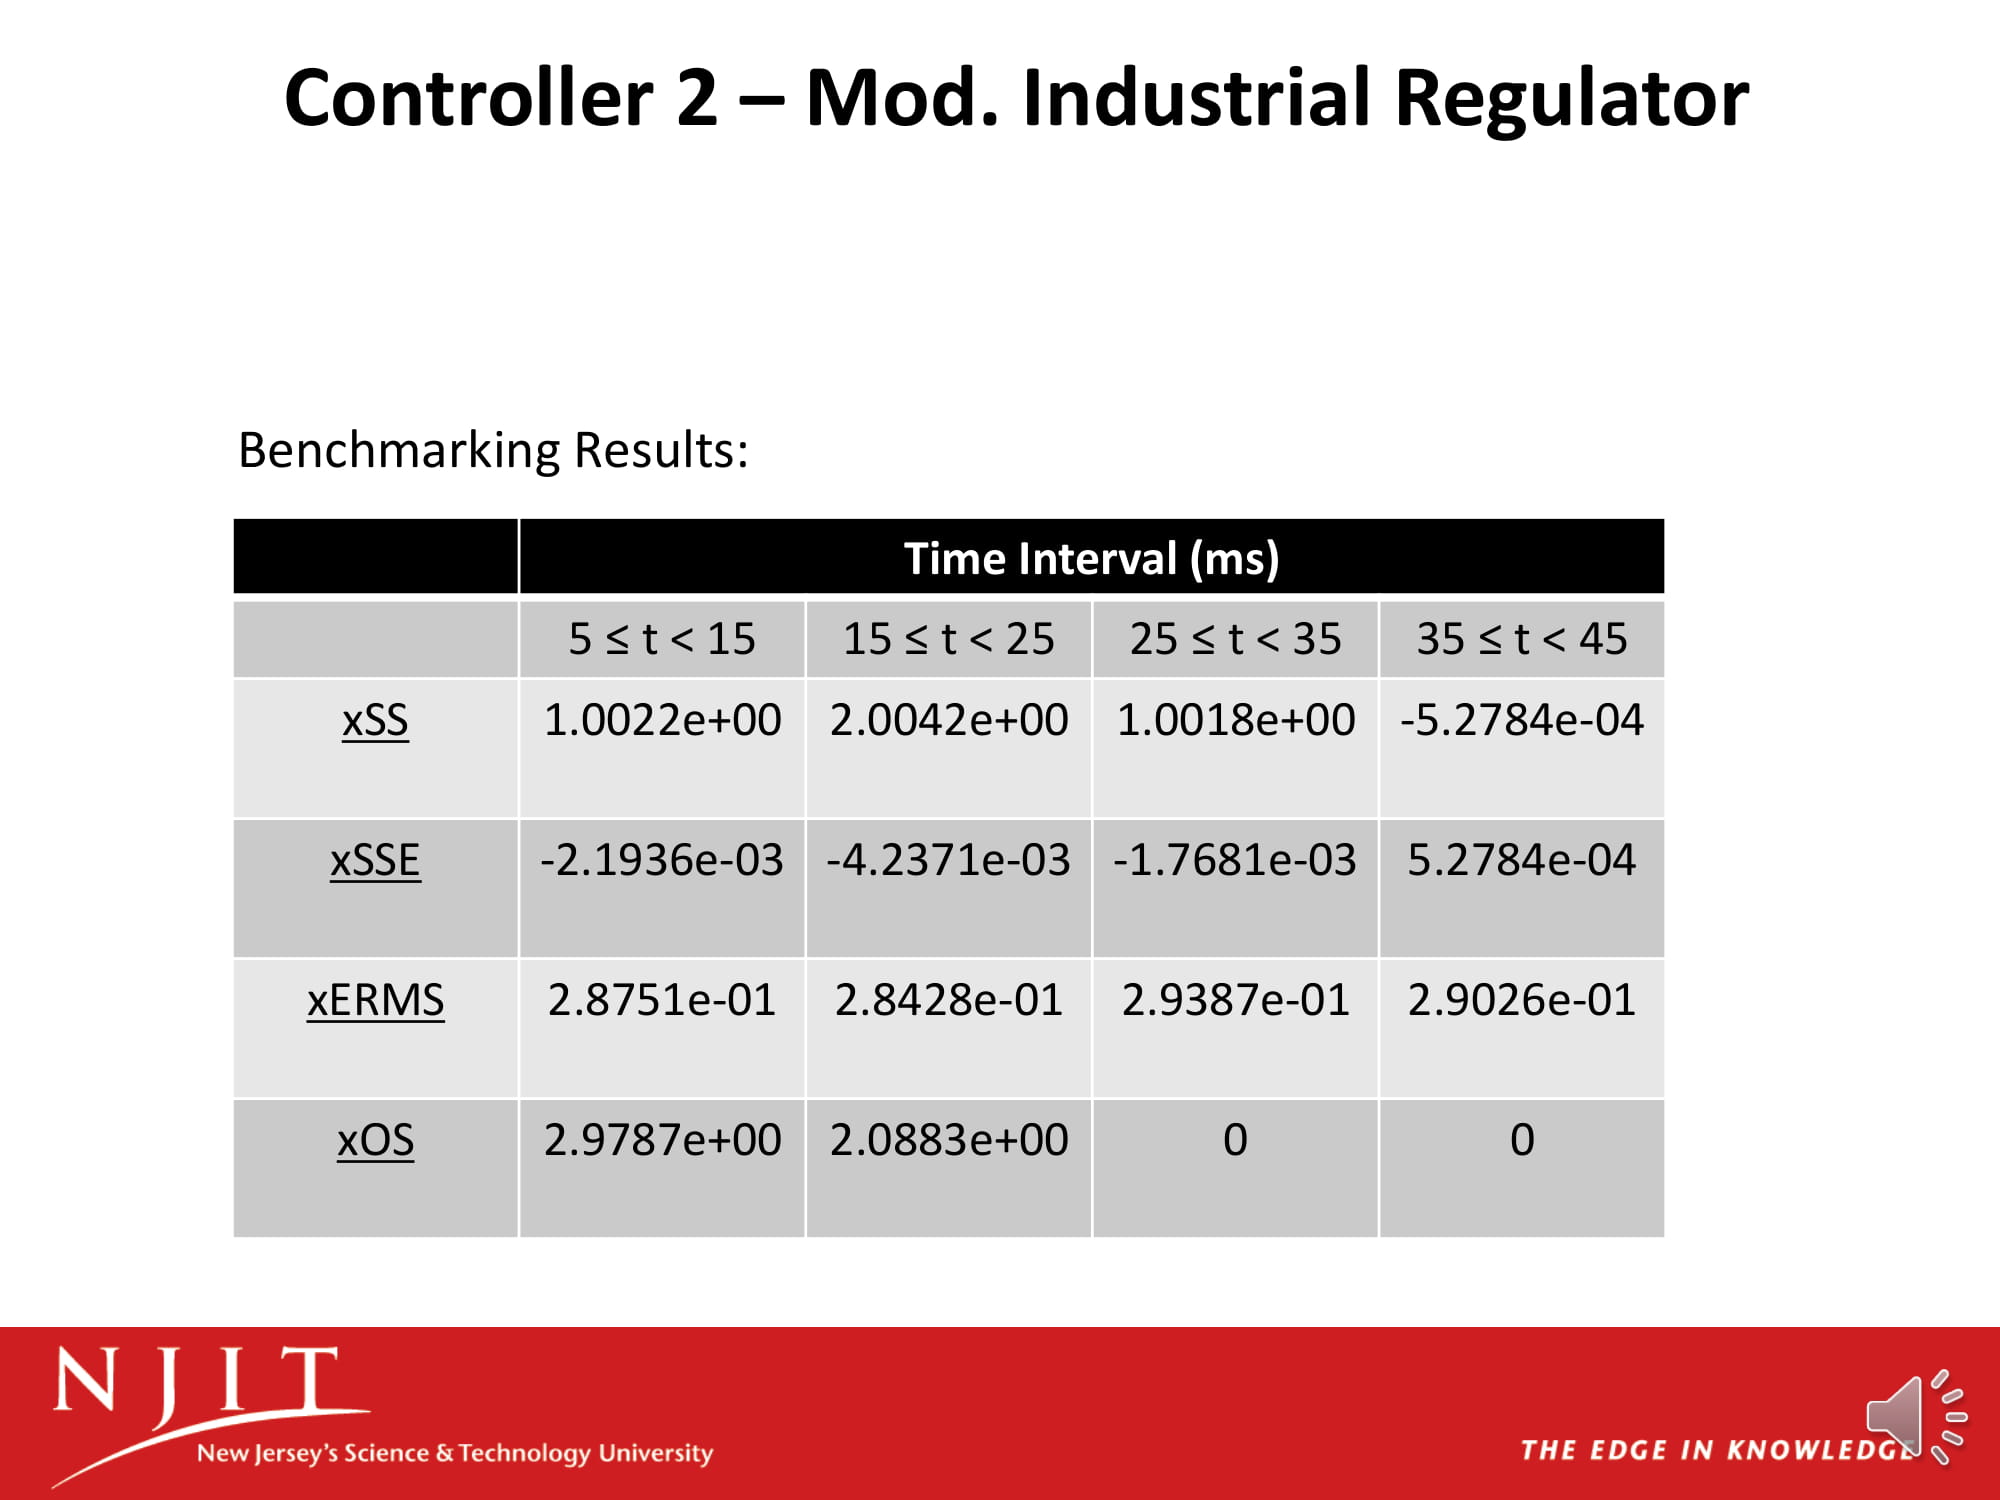 Controller 2 – Mod. Industrial Regulator
Benchmarking Results:
Time Interval (ms)
5 ≤ t < 15 15 ≤ t < 25 25 ≤ t < 35 35 ≤ t < 45
xSS 1.0022e+00 2.0042e+00 1.0018e+00 -5.2784e-04
xSSE -2.1936e-03 -4.2371e-03 -1.7681e-03 5.2784e-04
xERMS 2.8751e-01 2.8428e-01 2.9387e-01 2.9026e-01
xOS 2.9787e+00 2.0883e+00 0 0
NJIT
New Jersey's Science & Technology University
THE EDGE IN KNOWLEDGE